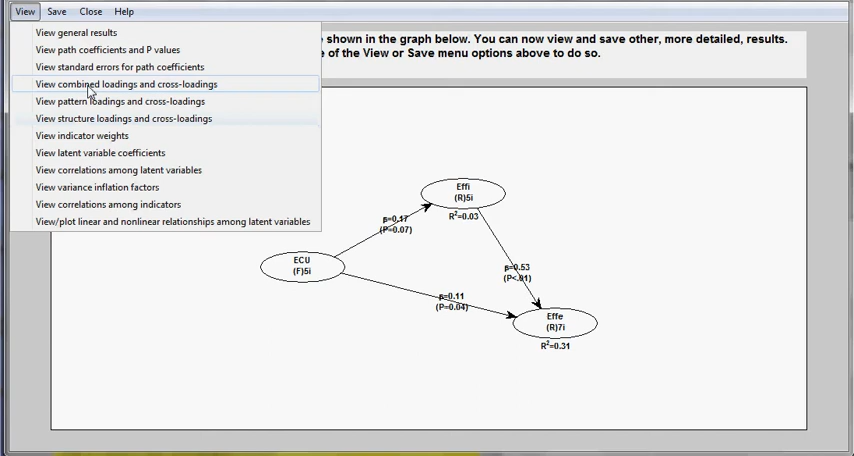 View Save Close Help
shown in the graph below. You can now view and save other, more detailed, results.
of the View or Save menu options above to do so.
View general results
View path coefficients and P values
View standard errors for path coefficients
View combined loadings and cross-loadings
View pattern loadings and cross-loadings
View structure loadings and cross-loadings
View indicator weights
View latent variable coefficients
View correlations among latent variables
View variance inflation factors
View correlations among indicators
View/plot linear and nonlinear relationships among latent variables
Effi
(R)5i
R²=0.03
β=0.17
(P=0.07)
ECU
(F)5i
β=0.53
(P<.01)
β=0.11
(P=0.04)
Effe
(R)7i
R²=0.31